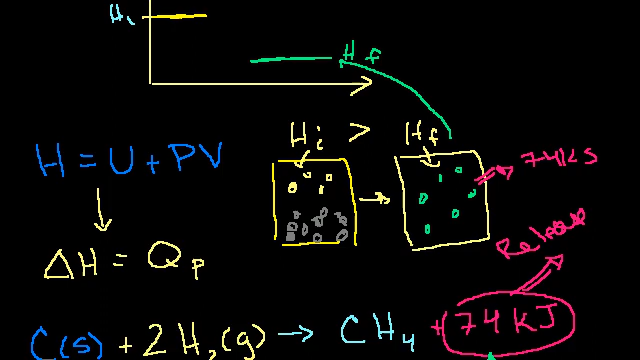 Hi
Hf
Hi > Hf
H = U + PV
74KJ
Release
ΔH = Qp
C(s) + 2H2(g) → CH4 + 74 KJ